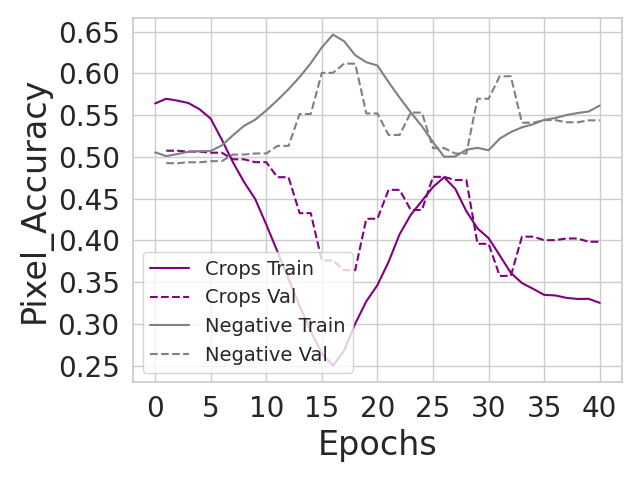 Pixel_Accuracy
0.65
0.60
0.55
0.50
0.45
0.40
0.35
0.30
0.25
Crops Train
Crops Val
Negative Train
Negative Val
0 5 10 15 20 25 30 35 40
Epochs